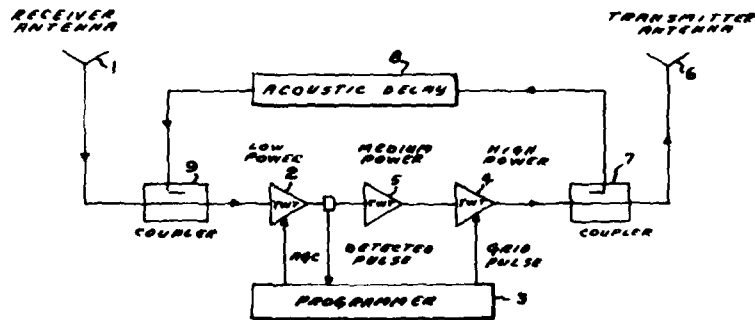 RECEIVER
ANTENNA
1
TRANSMITTER
ANTENNA
6
8
ACOUSTIC DELAY
9
COUPLER
LOW
POWER
2
TWT
MEDIUM
POWER
5
TWT
HIGH
POWER
4
TWT
7
COUPLER
AGC
DETECTED
PULSE
GRID
PULSE
PROGRAMMER
3